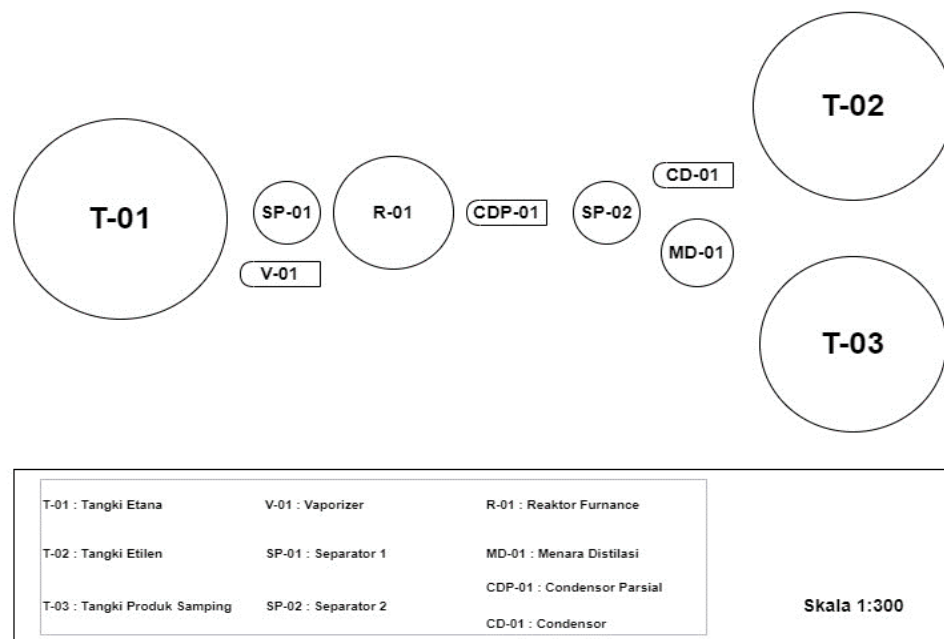 T-02
CD-01
T-01
SP-01
R-01
CDP-01
SP-02
MD-01
V-01
T-03
T-01 : Tangki Etana
V-01 : Vaporizer
R-01 : Reaktor Furnance
T-02 : Tangki Etilen
SP-01 : Separator 1
MD-01 : Menara Distilasi
CDP-01 : Condensor Parsial
T-03 : Tangki Produk Samping
SP-02 : Separator 2
CD-01 : Condensor
Skala 1:300